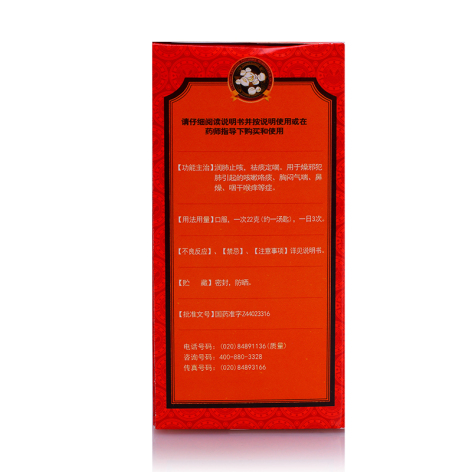 请仔细阅读说明书并按说明使用或在
药师指导下购买和使用
【功能主治】润肺止咳，祛痰定喘。用于燥邪犯
肺引起的咳嗽咯痰，胸闷气喘，鼻
燥、咽干喉痒等症。
【用法用量】口服，一次22克(约一汤匙)，一日3次。
【不良反应】、【禁忌】、【注意事项】详见说明书。
【贮 藏】密封，防晒。
【批准文号】国药准字Z44023316
电话号码：(020)84891136(质量)
咨询号码：400-880-3328
传真号码：(020)84893166